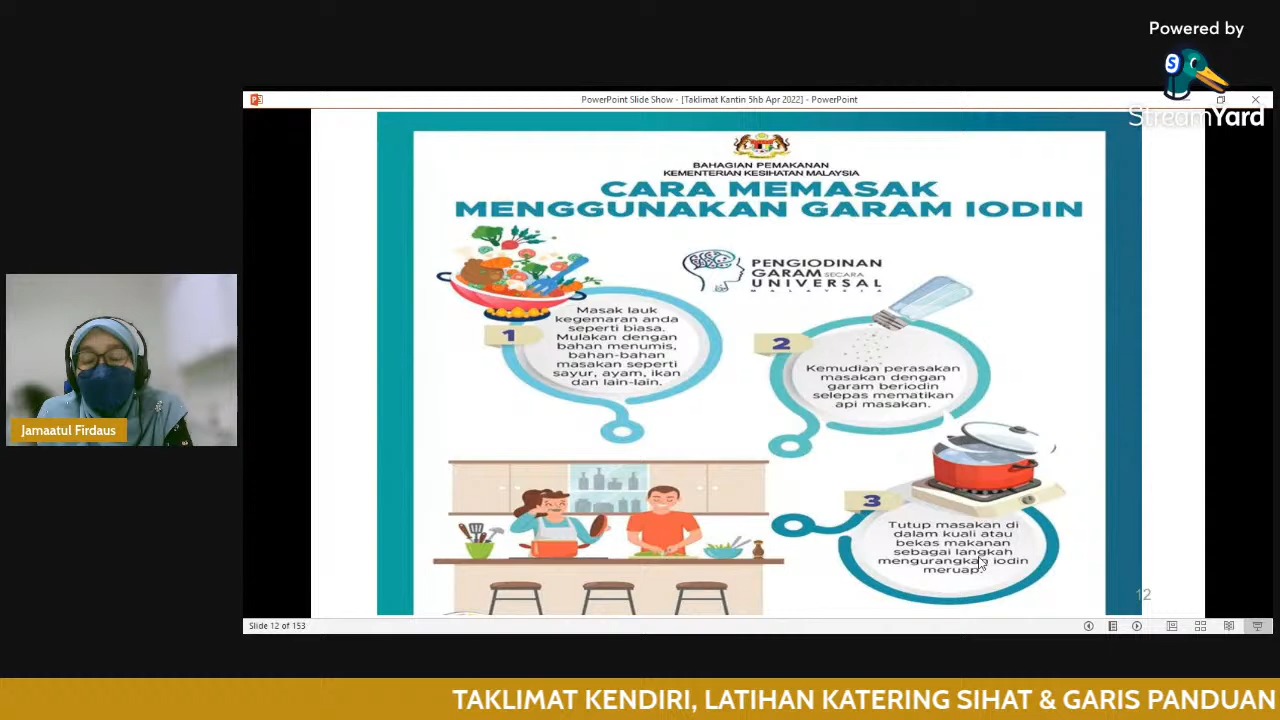 Powered by
StreamYard
PowerPoint Slide Show - [Taklimat Kantin 5hb Apr 2022] - PowerPoint
BAHAGIAN PEMAKANAN
KEMENTERIAN KESIHATAN MALAYSIA
CARA MEMASAK
MENGGUNAKAN GARAM IODIN
PENGIODINAN
GARAM SECARA
UNIVERSAL
1
Masak lauk
kegemaran anda
seperti biasa.
Mulakan dengan
bahan menumis,
bahan-bahan
masakan seperti
sayur, ayam, ikan
dan lain-lain.
2
Kemudian perasakan
masakan dengan
garam beriodin
selepas mematikan
api masakan.
3
Tutup masakan di
dalam kuali atau
bekas makanan
sebagai langkah
mengurangkan iodin
meruap.
12
Jamaatul Firdaus
Slide 12 of 153
TAKLIMAT KENDIRI, LATIHAN KATERING SIHAT & GARIS PANDUAN